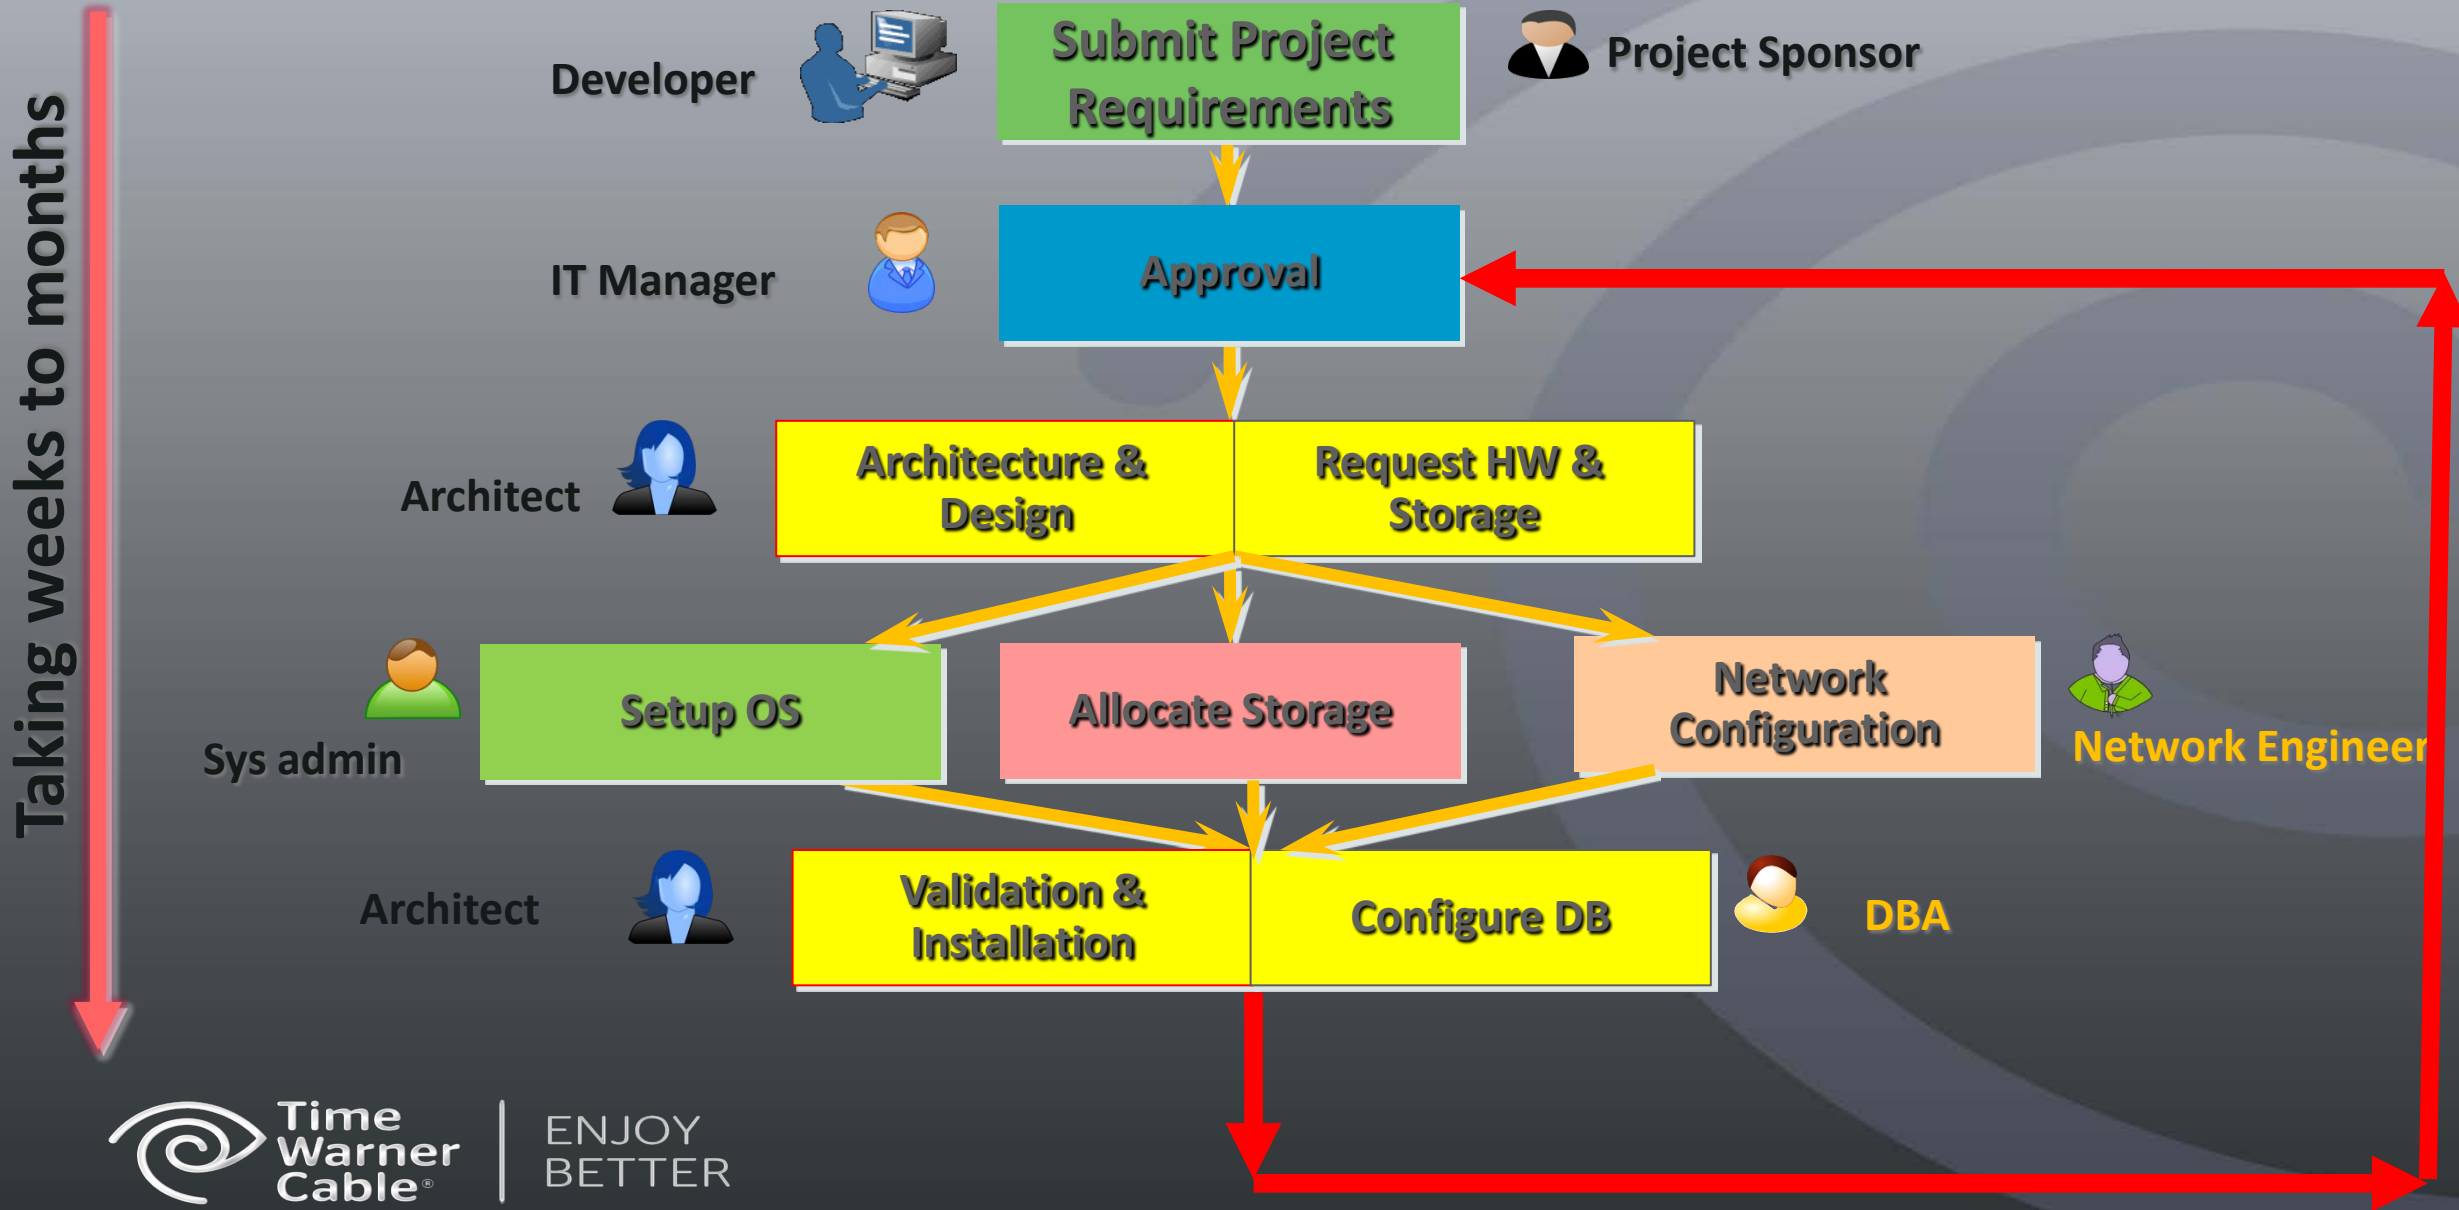 Taking weeks to months
Developer
Submit Project
Requirements
Project Sponsor
IT Manager
Approval
Architect
Architecture &
Design
Request HW &
Storage
Sys admin
Setup OS
Allocate Storage
Network
Configuration
Network Engineer
Architect
Validation &
Installation
Configure DB
DBA
Time
Warner
Cable®
ENJOY
BETTER